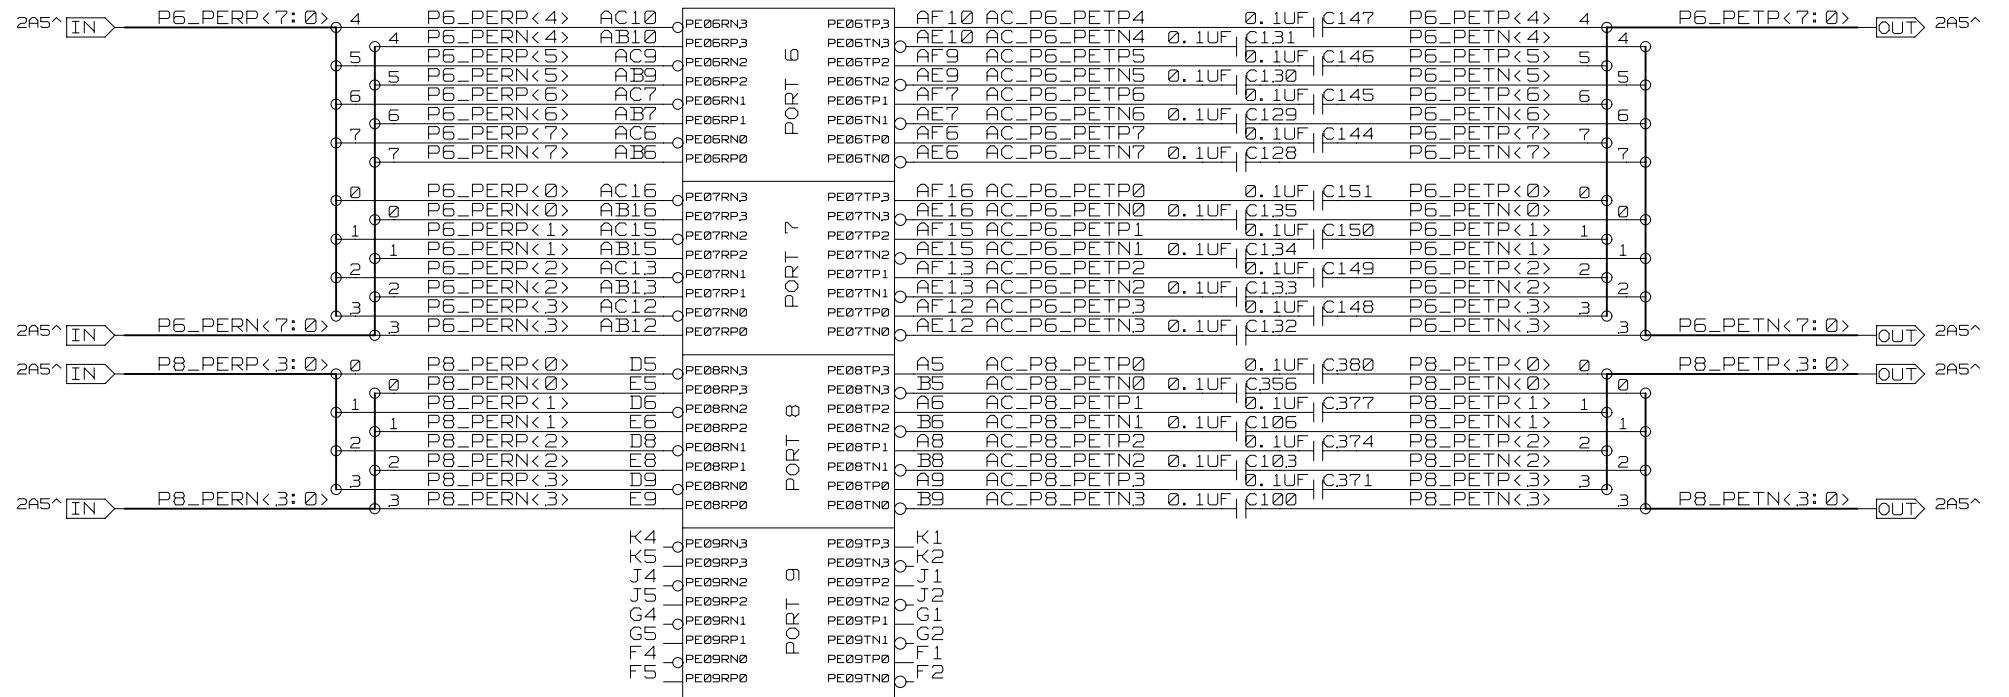 2A5^ IN P6_PERP<7:0> 4 P6_PERP<4> AC10 PE06RN3 PE06TP3 AF10 AC_P6_PETP4 0.1UF C147 P6_PETP<4> 4 P6_PETP<7:0> OUT 2A5^
4 P6_PERN<4> AB10 PE06RP3 PE06TN3 AE10 AC_P6_PETN4 0.1UF C131 P6_PETN<4> 4
5 P6_PERP<5> AC9 PE06RN2 PE06TP2 AF9 AC_P6_PETP5 0.1UF C146 P6_PETP<5> 5
5 P6_PERN<5> AB9 PE06RP2 PE06TN2 AE9 AC_P6_PETN5 0.1UF C130 P6_PETN<5> 5
6 P6_PERP<6> AC7 PE06RN1 PE06TP1 AF7 AC_P6_PETP6 0.1UF C145 P6_PETP<6> 6
6 P6_PERN<6> AB7 PE06RP1 PE06TN1 AE7 AC_P6_PETN6 0.1UF C129 P6_PETN<6> 6
7 P6_PERP<7> AC6 PE06RN0 PE06TP0 AF6 AC_P6_PETP7 0.1UF C144 P6_PETP<7> 7
7 P6_PERN<7> AB6 PE06RP0 PE06TN0 AE6 AC_P6_PETN7 0.1UF C128 P6_PETN<7> 7
PORT 6
0 P6_PERP<0> AC16 PE07RN3 PE07TP3 AF16 AC_P6_PETP0 0.1UF C151 P6_PETP<0> 0
0 P6_PERN<0> AB16 PE07RP3 PE07TN3 AE16 AC_P6_PETN0 0.1UF C135 P6_PETN<0> 0
1 P6_PERP<1> AC15 PE07RN2 PE07TP2 AF15 AC_P6_PETP1 0.1UF C150 P6_PETP<1> 1
1 P6_PERN<1> AB15 PE07RP2 PE07TN2 AE15 AC_P6_PETN1 0.1UF C134 P6_PETN<1> 1
2 P6_PERP<2> AC13 PE07RN1 PE07TP1 AF13 AC_P6_PETP2 0.1UF C149 P6_PETP<2> 2
2 P6_PERN<2> AB13 PE07RP1 PE07TN1 AE13 AC_P6_PETN2 0.1UF C133 P6_PETN<2> 2
3 P6_PERP<3> AC12 PE07RN0 PE07TP0 AF12 AC_P6_PETP3 0.1UF C148 P6_PETP<3> 3
2A5^ IN P6_PERN<7:0> 3 P6_PERN<3> AB12 PE07RP0 PE07TN0 AE12 AC_P6_PETN3 0.1UF C132 P6_PETN<3> 3 P6_PETN<7:0> OUT 2A5^
PORT 7
2A5^ IN P8_PERP<3:0> 0 P8_PERP<0> D5 PE08RN3 PE08TP3 A5 AC_P8_PETP0 0.1UF C380 P8_PETP<0> 0 P8_PETP<3:0> OUT 2A5^
0 P8_PERN<0> E5 PE08RP3 PE08TN3 B5 AC_P8_PETN0 0.1UF C356 P8_PETN<0> 0
1 P8_PERP<1> D6 PE08RN2 PE08TP2 A6 AC_P8_PETP1 0.1UF C377 P8_PETP<1> 1
1 P8_PERN<1> E6 PE08RP2 PE08TN2 B6 AC_P8_PETN1 0.1UF C106 P8_PETN<1> 1
2 P8_PERP<2> D8 PE08RN1 PE08TP1 A8 AC_P8_PETP2 0.1UF C374 P8_PETP<2> 2
2 P8_PERN<2> E8 PE08RP1 PE08TN1 B8 AC_P8_PETN2 0.1UF C103 P8_PETN<2> 2
3 P8_PERP<3> D9 PE08RN0 PE08TP0 A9 AC_P8_PETP3 0.1UF C371 P8_PETP<3> 3
2A5^ IN P8_PERN<3:0> 3 P8_PERN<3> E9 PE08RP0 PE08TN0 B9 AC_P8_PETN3 0.1UF C100 P8_PETN<3> 3 P8_PETN<3:0> OUT 2A5^
PORT 8
K4 PE09RN3 PE09TP3 K1
K5 PE09RP3 PE09TN3 K2
J4 PE09RN2 PE09TP2 J1
J5 PE09RP2 PE09TN2 J2
G4 PE09RN1 PE09TP1 G1
G5 PE09RP1 PE09TN1 G2
F4 PE09RN0 PE09TP0 F1
F5 PE09RP0 PE09TN0 F2
PORT 9